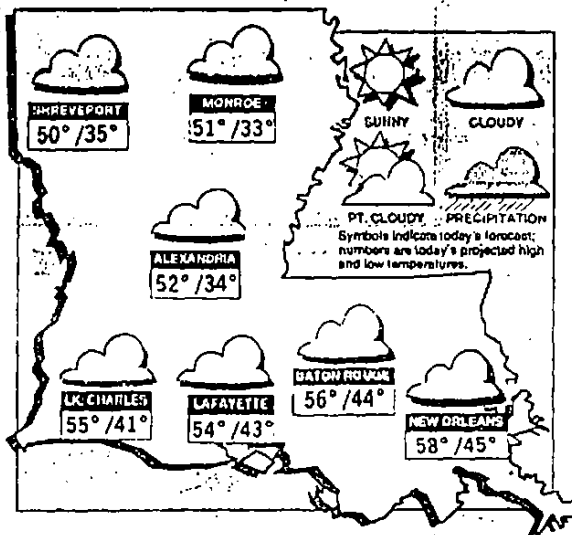 SHREVEPORT
50°/35°
MONROE
51°/33°
SUNNY
CLOUDY
PT. CLOUDY
PRECIPITATION
Symbols indicate today's forecast;
numbers are today's projected high
and low temperatures.
ALEXANDRIA
52°/34°
LK. CHARLES
55°/41°
LAFAYETTE
54°/43°
BATON ROUGE
56°/44°
NEW ORLEANS
58°/45°